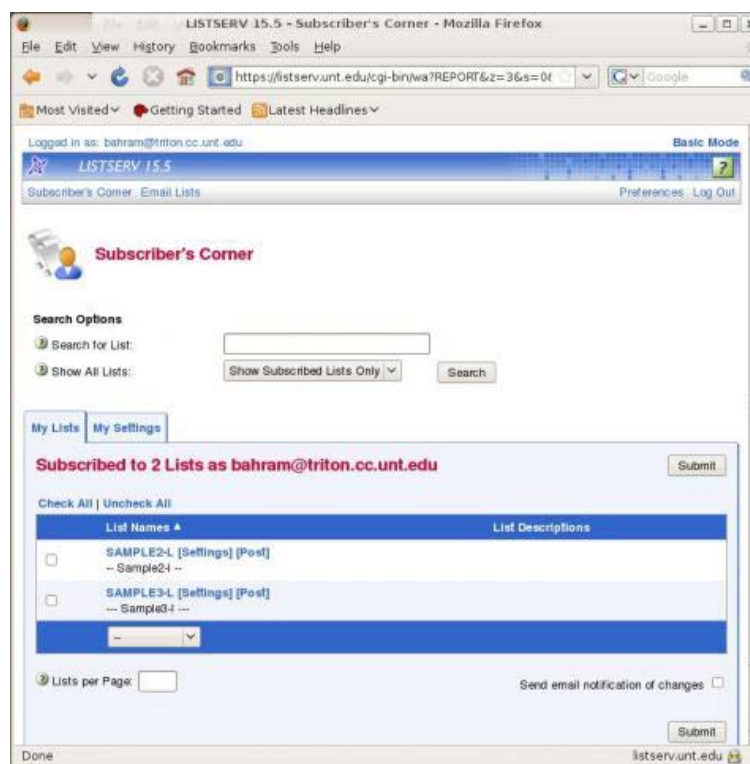 LISTSERV 15.5 - Subscriber's Corner - Mozilla Firefox
File Edit View History Bookmarks Tools Help
https://listserv.unt.edu/cgi-bin/wa?REPORT&z=3&s=0& Google
Most Visited Getting Started Latest Headlines
Logged in as: bahram@triton.cc.unt.edu Basic Mode
LISTSERV 15.5 ?
Subscriber's Corner Email Lists Preferences Log Out
Subscriber's Corner
Search Options
Search for List:
Show All Lists: Show Subscribed Lists Only Search
My Lists My Settings
Subscribed to 2 Lists as bahram@triton.cc.unt.edu Submit
Check All | Uncheck All
List Names List Descriptions
SAMPLE2-L [Settings] [Post]
-- Sample2-l --
SAMPLE3-L [Settings] [Post]
--- Sample3-l ---
--
Lists per Page: Send email notification of changes
Submit
Done listserv.unt.edu